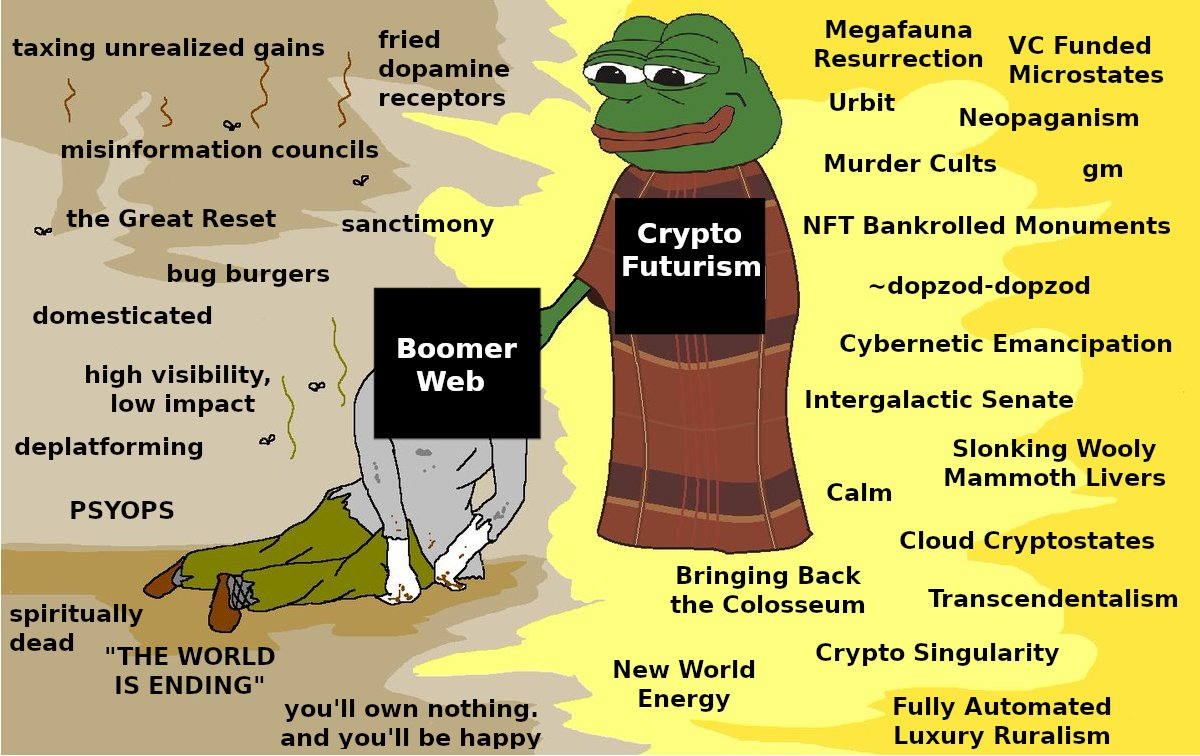 taxing unrealized gains
fried
dopamine
receptors
misinformation councils
the Great Reset
sanctimony
bug burgers
domesticated
high visibility,
low impact
deplatforming
PSYOPS
spiritually
dead
"THE WORLD
IS ENDING"
you'll own nothing.
and you'll be happy
Boomer
Web
Crypto
Futurism
Megafauna
Resurrection
VC Funded
Microstates
Urbit
Neopaganism
Murder Cults
gm
NFT Bankrolled Monuments
~dopzod-dopzod
Cybernetic Emancipation
Intergalactic Senate
Slonking Wooly
Mammoth Livers
Calm
Cloud Cryptostates
Bringing Back
the Colosseum
Transcendentalism
Crypto Singularity
New World
Energy
Fully Automated
Luxury Ruralism